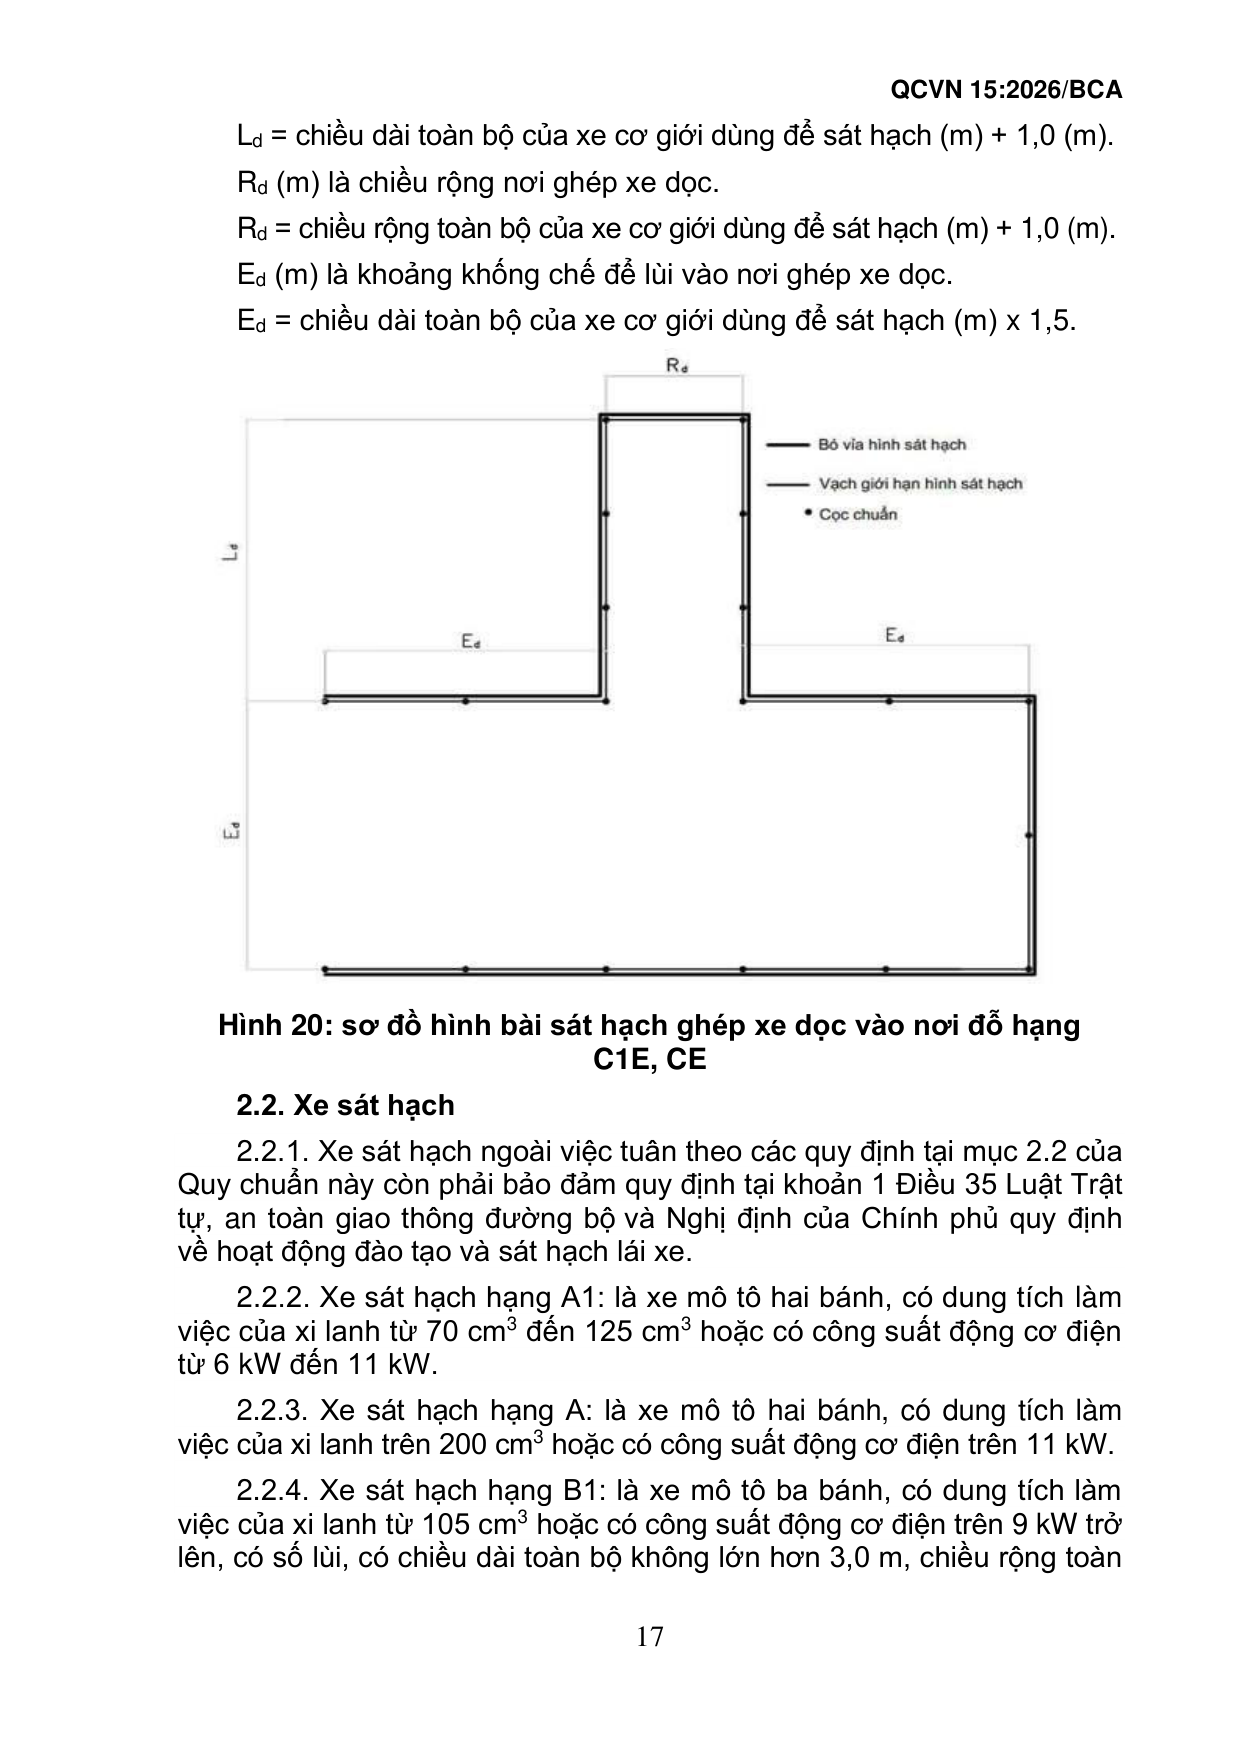 QCVN 15:2026/BCA
Ld = chiều dài toàn bộ của xe cơ giới dùng để sát hạch (m) + 1,0 (m).
Rd (m) là chiều rộng nơi ghép xe dọc.
Rd = chiều rộng toàn bộ của xe cơ giới dùng để sát hạch (m) + 1,0 (m).
Ed (m) là khoảng khống chế để lùi vào nơi ghép xe dọc.
Ed = chiều dài toàn bộ của xe cơ giới dùng để sát hạch (m) x 1,5.
Rd
Bó vỉa hình sát hạch
Vạch giới hạn hình sát hạch
Cọc chuẩn
Ld
Ed
Ed
Ed
Hình 20: sơ đồ hình bài sát hạch ghép xe dọc vào nơi đỗ hạng
C1E, CE
2.2. Xe sát hạch
2.2.1. Xe sát hạch ngoài việc tuân theo các quy định tại mục 2.2 của
Quy chuẩn này còn phải bảo đảm quy định tại khoản 1 Điều 35 Luật Trật
tự, an toàn giao thông đường bộ và Nghị định của Chính phủ quy định
về hoạt động đào tạo và sát hạch lái xe.
2.2.2. Xe sát hạch hạng A1: là xe mô tô hai bánh, có dung tích làm
việc của xi lanh từ 70 cm³ đến 125 cm³ hoặc có công suất động cơ điện
từ 6 kW đến 11 kW.
2.2.3. Xe sát hạch hạng A: là xe mô tô hai bánh, có dung tích làm
việc của xi lanh trên 200 cm³ hoặc có công suất động cơ điện trên 11 kW.
2.2.4. Xe sát hạch hạng B1: là xe mô tô ba bánh, có dung tích làm
việc của xi lanh từ 105 cm³ hoặc có công suất động cơ điện trên 9 kW trở
lên, có số lùi, có chiều dài toàn bộ không lớn hơn 3,0 m, chiều rộng toàn
17